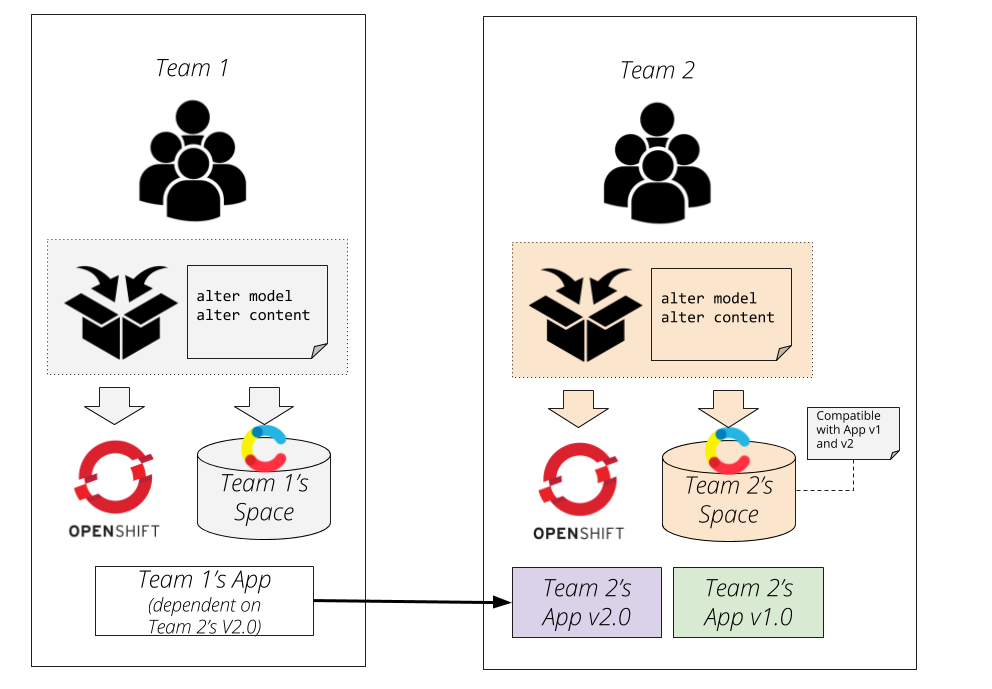 Team 1
alter model
alter content
OPENSHIFT
Team 1's
Space
Team 1's App
(dependent on
Team 2's V2.0)
Team 2
alter model
alter content
Compatible
with App v1
and v2
OPENSHIFT
Team 2's
Space
Team 2's
App v2.0
Team 2's
App v1.0